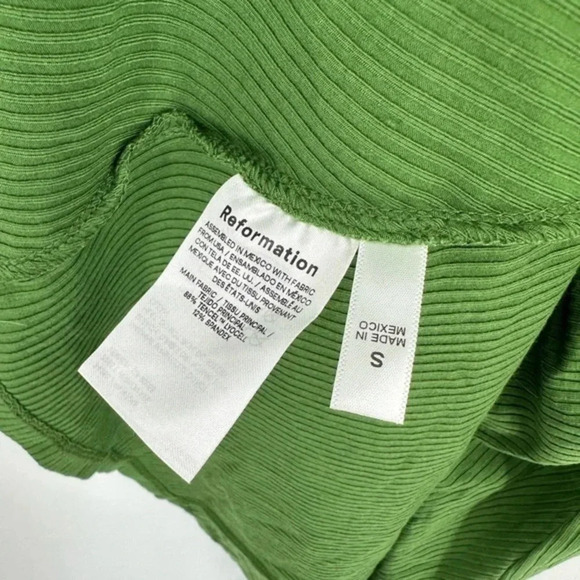 Reformation
ASSEMBLED IN MEXICO WITH FABRIC
FROM USA / ENSAMBLADO EN MÉXICO
CON TELA DE EE. UU. / ASSEMBLÉ AU
MEXIQUE AVEC DU TISSU PROVENANT
DES ÉTATS-UNIS
MAIN FABRIC / TISSU PRINCIPAL /
TEJIDO PRINCIPAL
88% TENCEL™ LYOCELL
12% SPANDEX
S
MADE IN
MEXICO